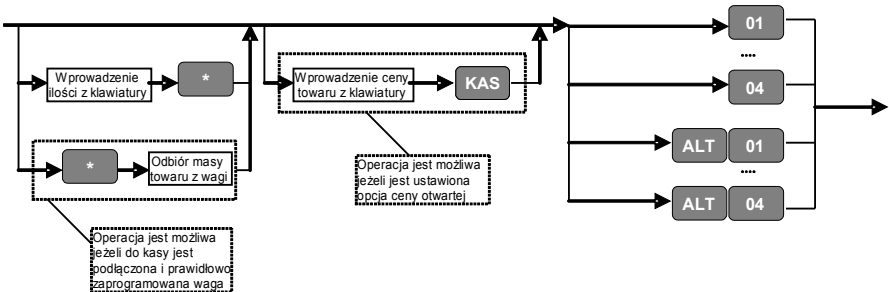 Wprowadzenie
ilości z klawiatury
*
*
Odbiór masy
towaru z wagi
Operacja jest możliwa
jeżeli do kasy jest
podłączona i prawidłowo
zaprogramowana waga
Wprowadzenie ceny
towaru z klawiatury
KAS
Operacja jest możliwa
jeżeli jest ustawiona
opcja ceny otwartej
01
....
04
ALT 01
....
ALT 04